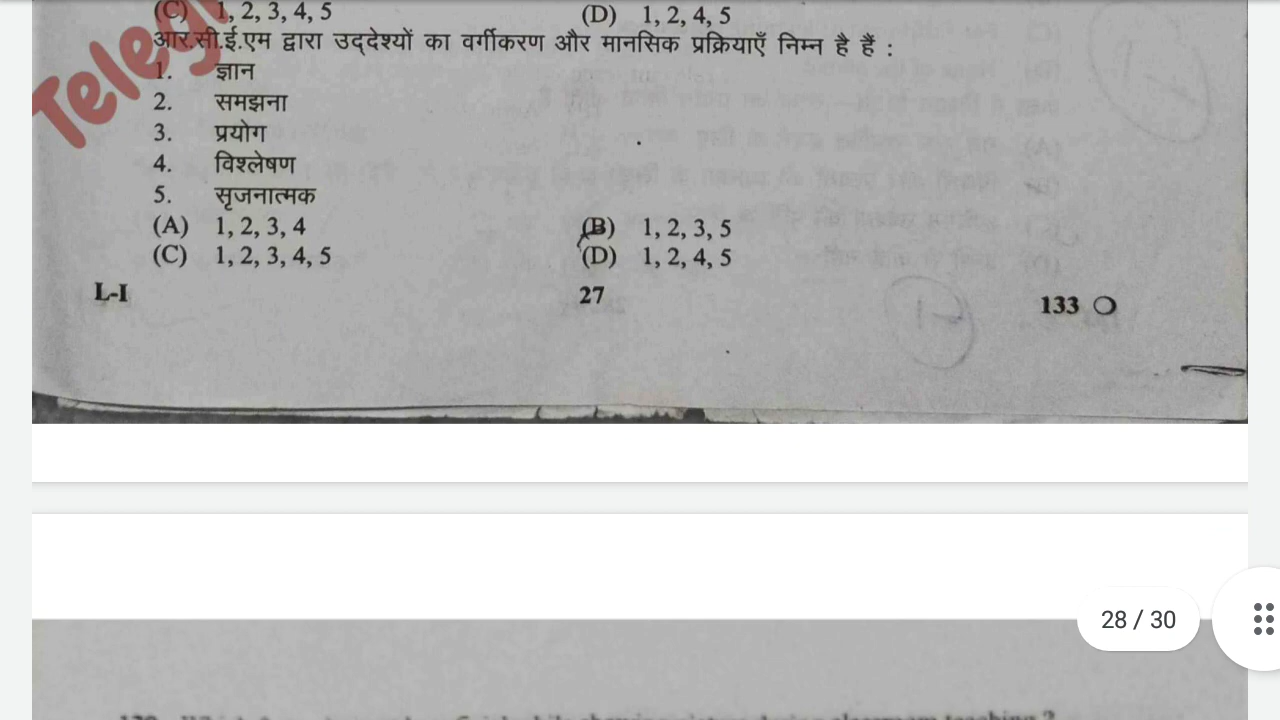 (C) 1, 2, 3, 4, 5 (D) 1, 2, 4, 5
आर.सी.ई.एम द्वारा उद्देश्यों का वर्गीकरण और मानसिक प्रक्रियाएँ निम्न है हैं :
1. ज्ञान
2. समझना
3. प्रयोग
4. विश्लेषण
5. सृजनात्मक
(A) 1, 2, 3, 4 (B) 1, 2, 3, 5
(C) 1, 2, 3, 4, 5 (D) 1, 2, 4, 5
L-I 27 133
28 / 30